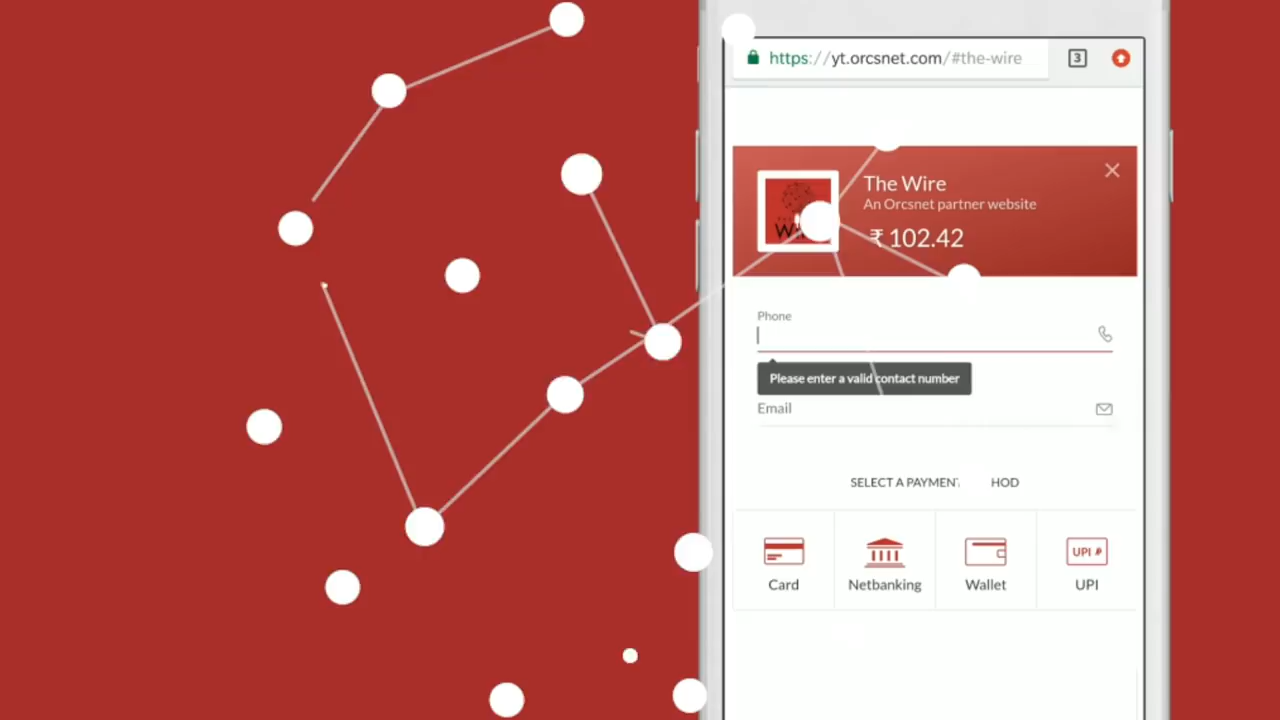 https://yt.orcsnet.com/#the-wire
3
The Wire
An Orcsnet partner website
₹ 102.42
Phone
Please enter a valid contact number
Email
SELECT A PAYMENT HOD
Card
Netbanking
Wallet
UPI
UPI